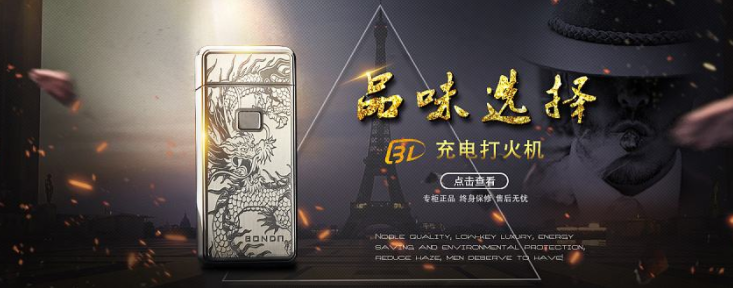 品味选择
BL 充电打火机
点击查看
专柜正品 终身保修 售后无忧
NOBLE QUALITY, LOW-KEY LUXURY, ENERGY
SAVING AND ENVIRONMENTAL PROTECTION,
REDUCE HAZE, MEN DESERVE TO HAVE!